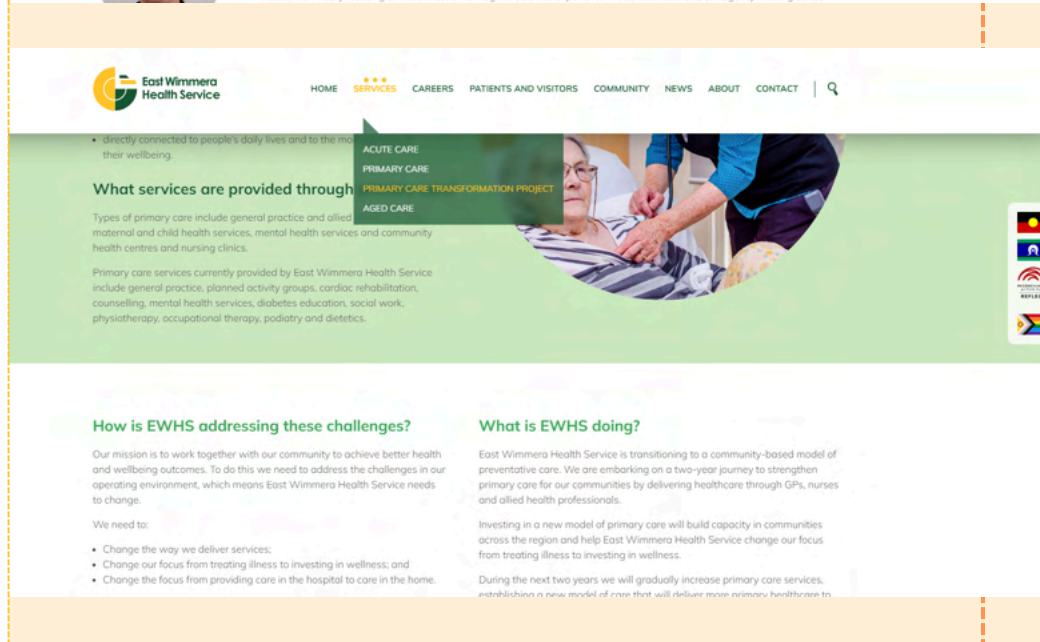 East Wimmera
Health Service
HOME SERVICES CAREERS PATIENTS AND VISITORS COMMUNITY NEWS ABOUT CONTACT
ACUTE CARE
PRIMARY CARE
PRIMARY CARE TRANSFORMATION PROJECT
AGED CARE
• directly connected to people's daily lives and to the
their wellbeing.
What services are provided through
Types of primary care include general practice and allied
maternal and child health services, mental health services and community
health centres and nursing clinics.
Primary care services currently provided by East Wimmera Health Service
include general practice, planned activity groups, cardiac rehabilitation,
counselling, mental health services, diabetes education, social work,
physiotherapy, occupational therapy, podiatry and dietetics.
How is EWHS addressing these challenges?
Our mission is to work together with our community to achieve better health
and wellbeing outcomes. To do this we need to address the challenges in our
operating environment, which means East Wimmera Health Service needs
to change.
We need to:
• Change the way we deliver services;
• Change our focus from treating illness to investing in wellness; and
• Change the focus from providing care in the hospital to care in the home.
What is EWHS doing?
East Wimmera Health Service is transitioning to a community-based model of
preventative care. We are embarking on a two-year journey to strengthen
primary care for our communities by delivering healthcare through GPs, nurses
and allied health professionals.
Investing in a new model of primary care will build capacity in communities
across the region and help East Wimmera Health Service change our focus
from treating illness to investing in wellness.
During the next two years we will gradually increase primary care services,
establishing a new model of care that will deliver more primary healthcare to